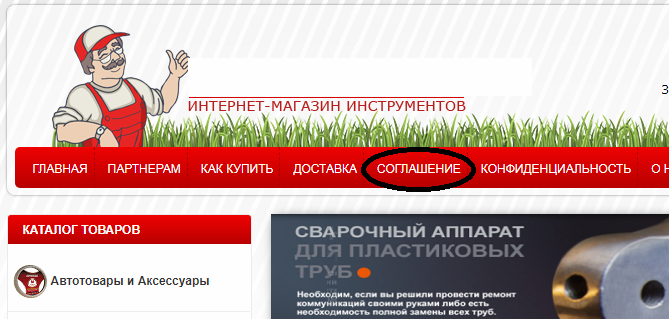 З
ИНТЕРНЕТ-МАГАЗИН ИНСТРУМЕНТОВ
ГЛАВНАЯ ПАРТНЕРАМ КАК КУПИТЬ ДОСТАВКА СОГЛАШЕНИЕ КОНФИДЕНЦИАЛЬНОСТЬ О Н
КАТАЛОГ ТОВАРОВ
Автотовары и Аксессуары
СВАРОЧНЫЙ АППАРАТ
ДЛЯ ПЛАСТИКОВЫХ
ТРУБ
Необходим, если вы решили провести ремонт
коммуникаций своими руками либо есть
необходимость полной замены всех труб.